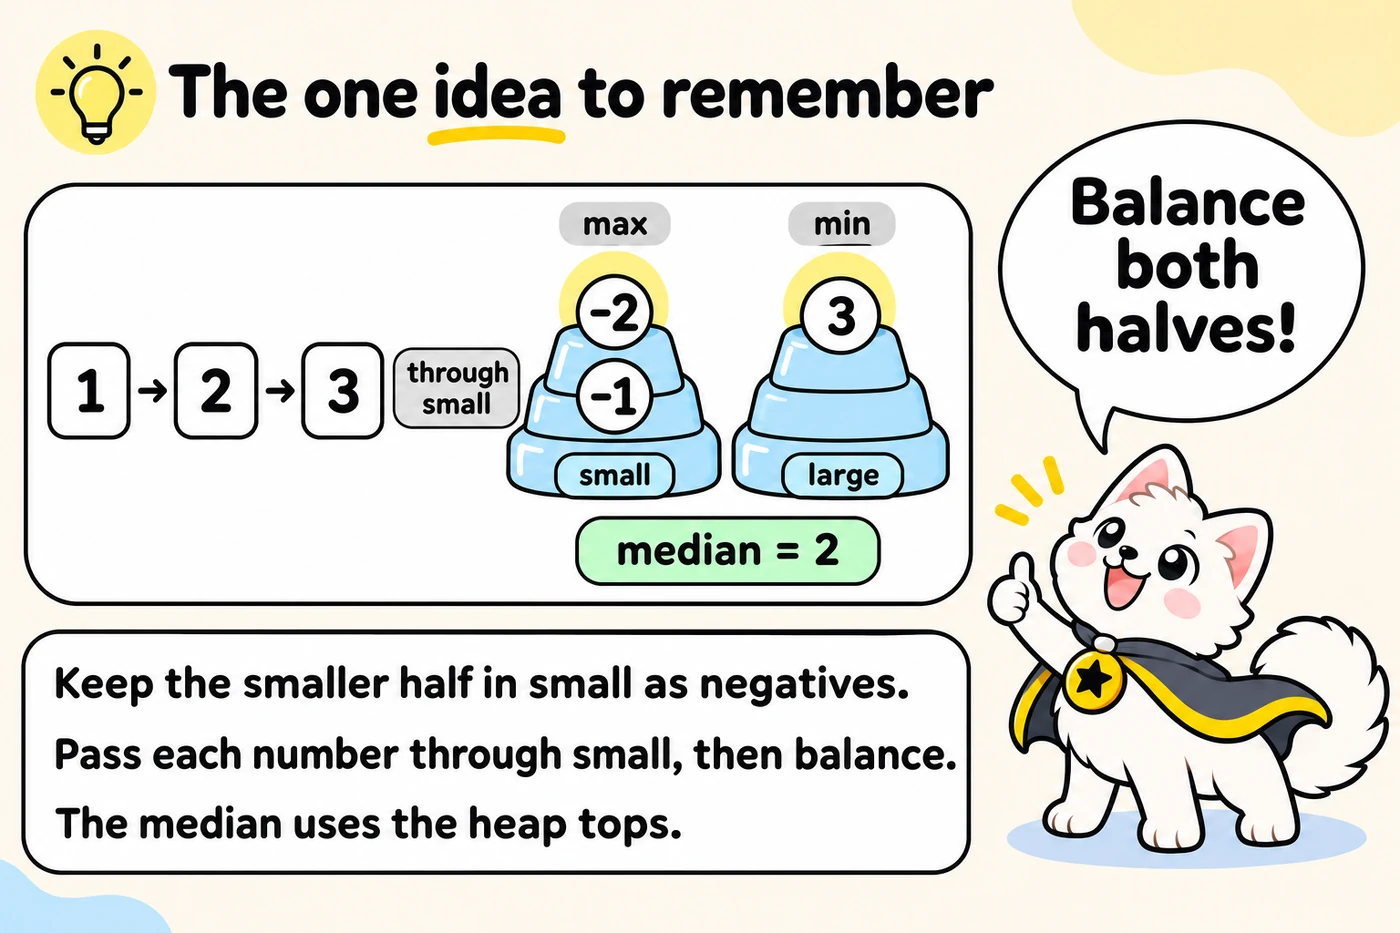 The one idea to remember
max
min
-2
3
-1
1 → 2 → 3
through
small
small
large
median = 2
Keep the smaller half in small as negatives.
Pass each number through small, then balance.
The median uses the heap tops.
Balance
both
halves!